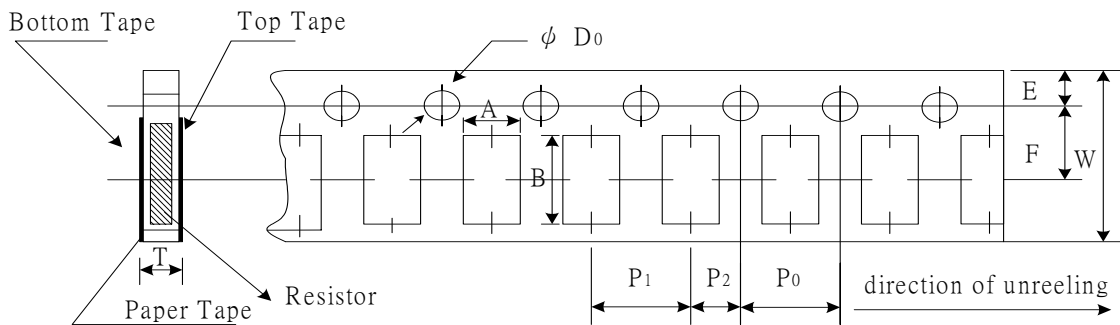 Bottom Tape
Top Tape
ϕ D0
A
B
E
F
W
T
P1
P2
P0
Resistor
Paper Tape
direction of unreeling